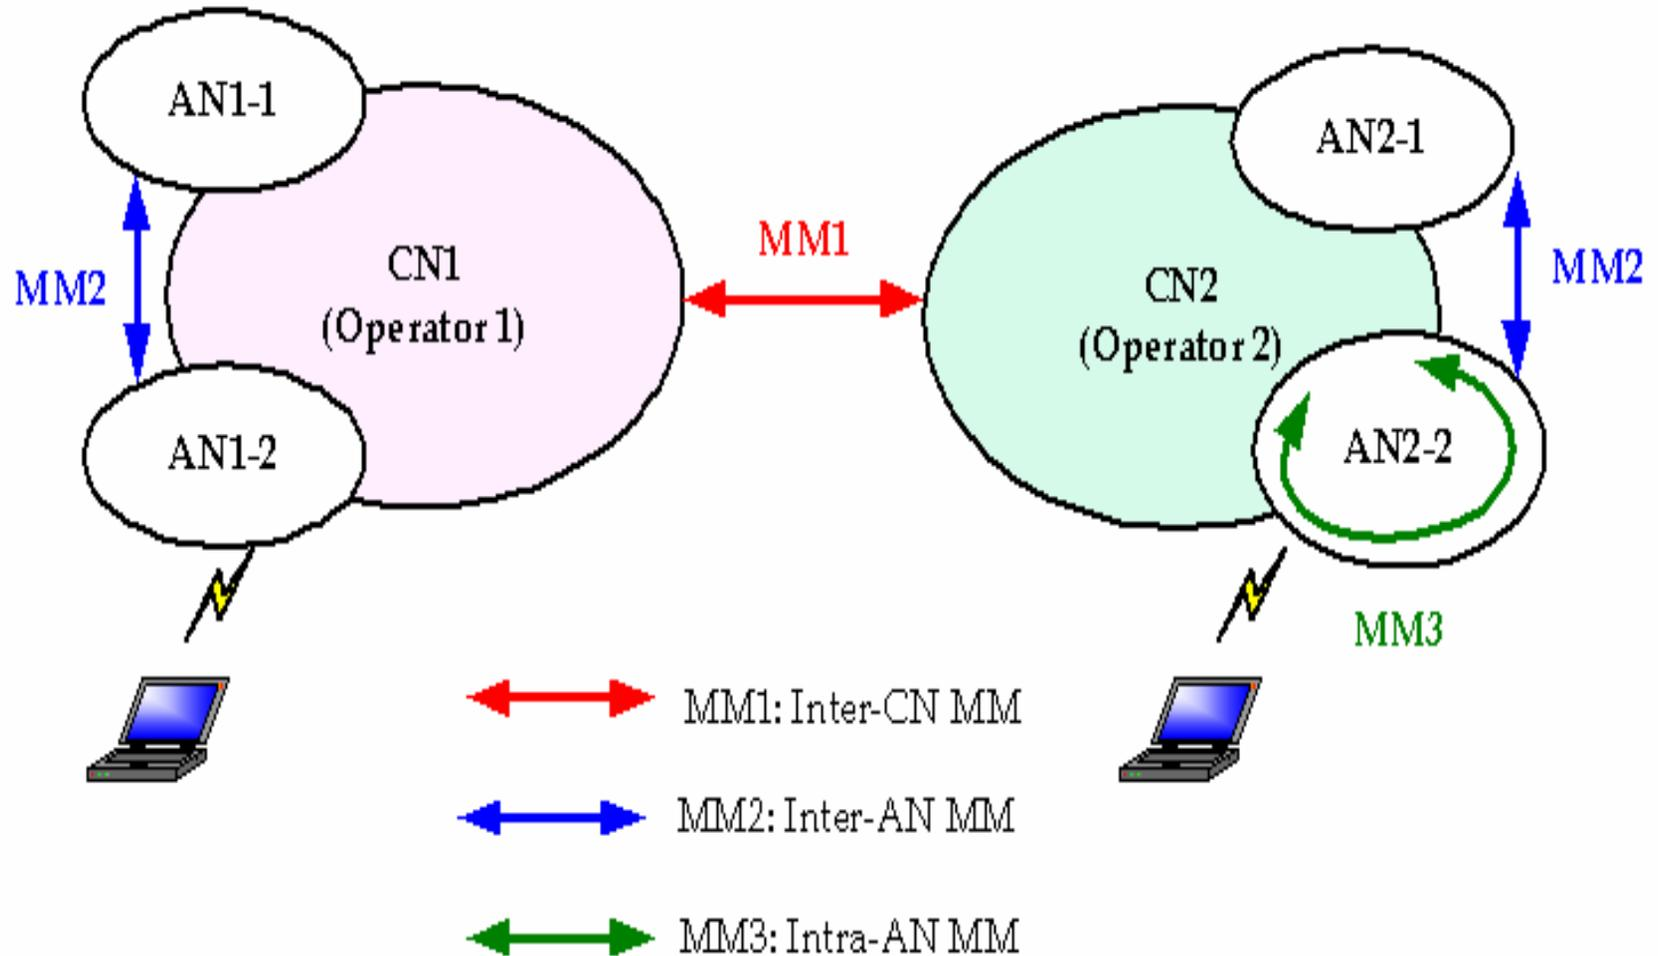 AN1-1
AN2-1
MM1
CN1
(Operator 1)
MM2
CN2
(Operator 2)
MM2
AN1-2
AN2-2
MM3
MM1: Inter-CN MM
MM2: Inter-AN MM
MM3: Intra-AN MM